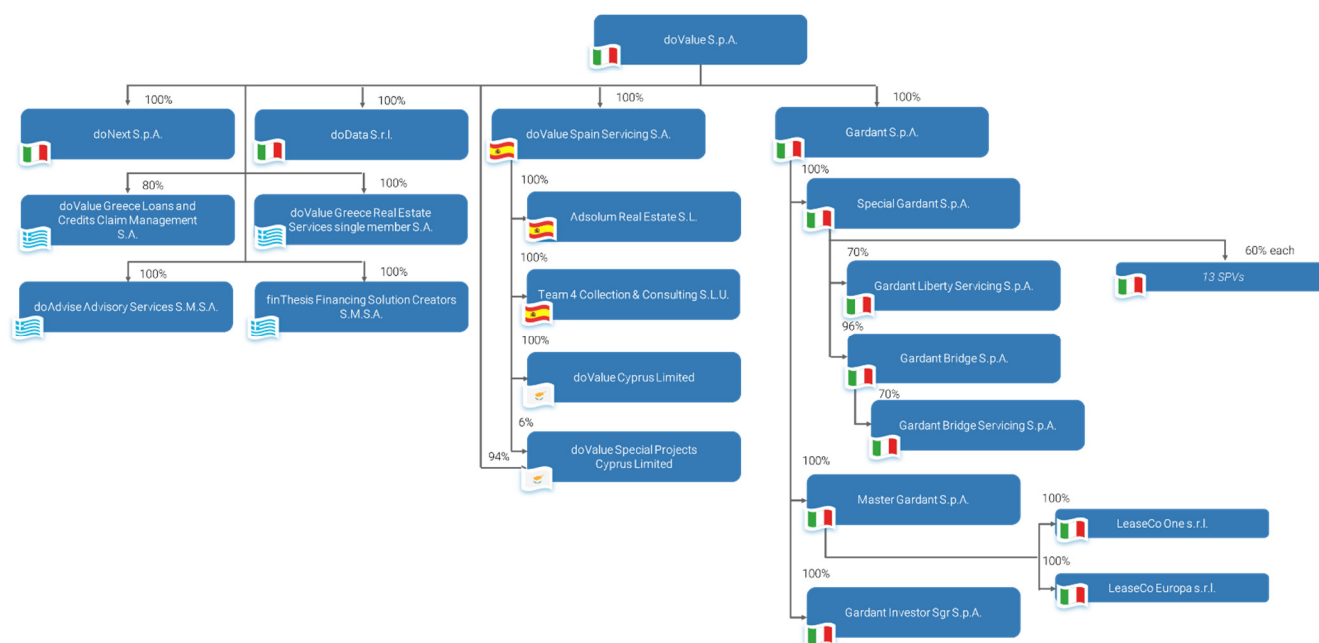 doValue S.p.A.
100%
100%
100%
100%
doNext S.p.A.
doData S.r.l.
doValue Spain Servicing S.A.
Gardant S.p.A.
80%
100%
doValue Greece Loans and
Credits Claim Management
S.A.
doValue Greece Real Estate
Services single member S.A.
100%
100%
doAdvise Advisory Services S.M.S.A.
finThesis Financing Solution Creators
S.M.S.A.
100%
Adsolum Real Estate S.L.
100%
Team 4 Collection & Consulting S.L.U.
100%
doValue Cyprus Limited
6%
94%
doValue Special Projects
Cyprus Limited
100%
Special Gardant S.p.A.
60% each
13 SPVs
70%
Gardant Liberty Servicing S.p.A.
96%
Gardant Bridge S.p.A.
70%
Gardant Bridge Servicing S.p.A.
100%
Master Gardant S.p.A.
100%
LeaseCo One s.r.l.
100%
LeaseCo Europa s.r.l.
100%
Gardant Investor Sgr S.p.A.